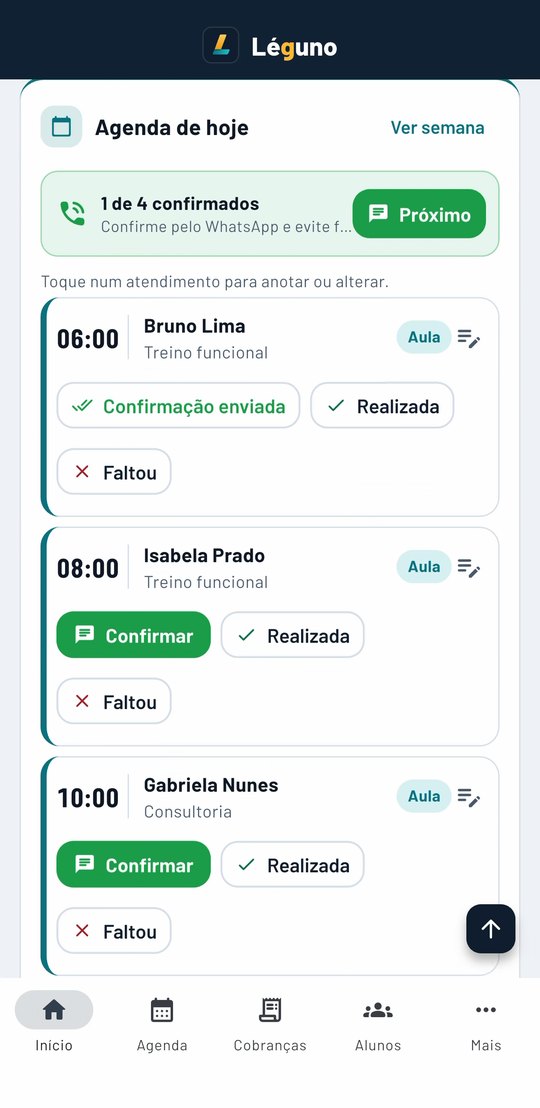 Léguno
Agenda de hoje
Ver semana
1 de 4 confirmados
Confirme pelo WhatsApp e evite f...
Próximo
Toque num atendimento para anotar ou alterar.
06:00
Bruno Lima
Treino funcional
Aula
Confirmação enviada
Realizada
Faltou
08:00
Isabela Prado
Treino funcional
Aula
Confirmar
Realizada
Faltou
10:00
Gabriela Nunes
Consultoria
Aula
Confirmar
Realizada
Faltou
Início
Agenda
Cobranças
Alunos
Mais